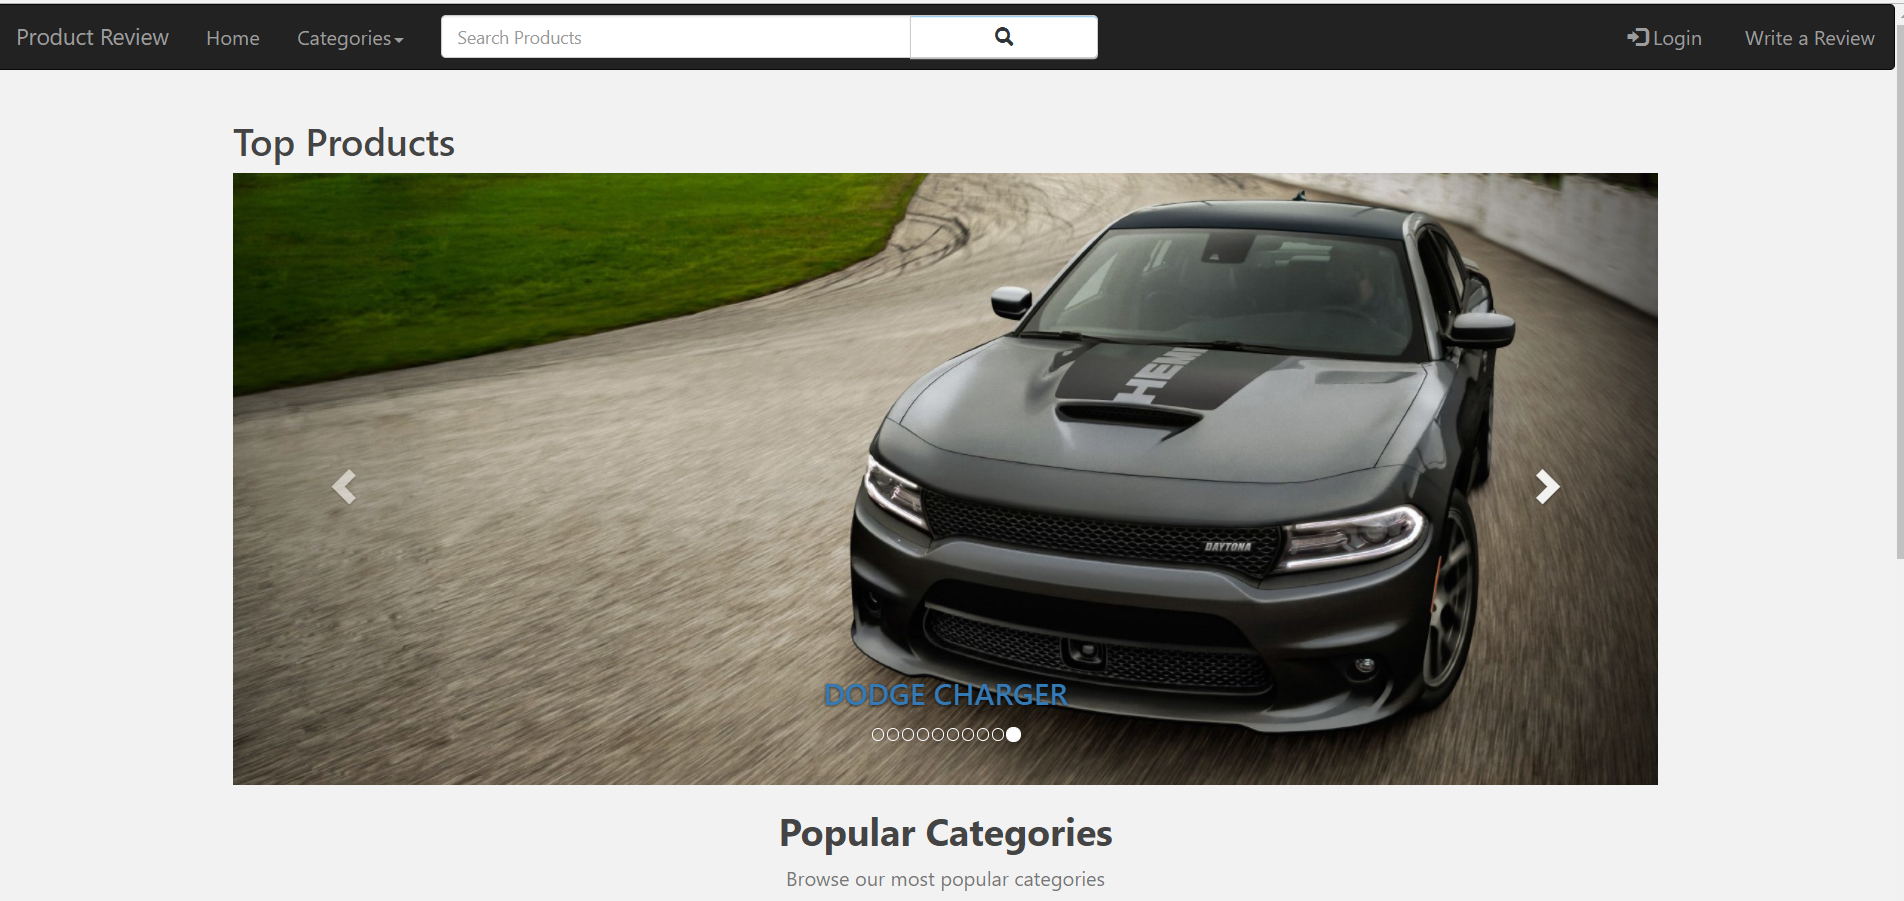 Product Review Home Categories Search Products Login Write a Review
Top Products
HEMI
DAYTONA
DODGE CHARGER
Popular Categories
Browse our most popular categories